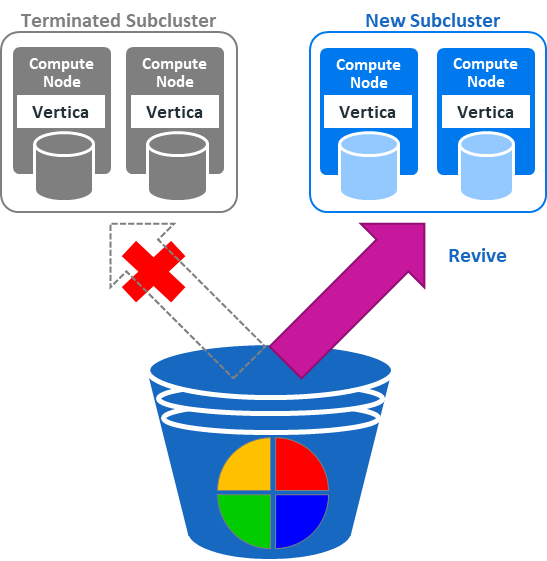 Terminated Subcluster
New Subcluster
Compute
Node
Vertica
Compute
Node
Vertica
Compute
Node
Vertica
Compute
Node
Vertica
Revive